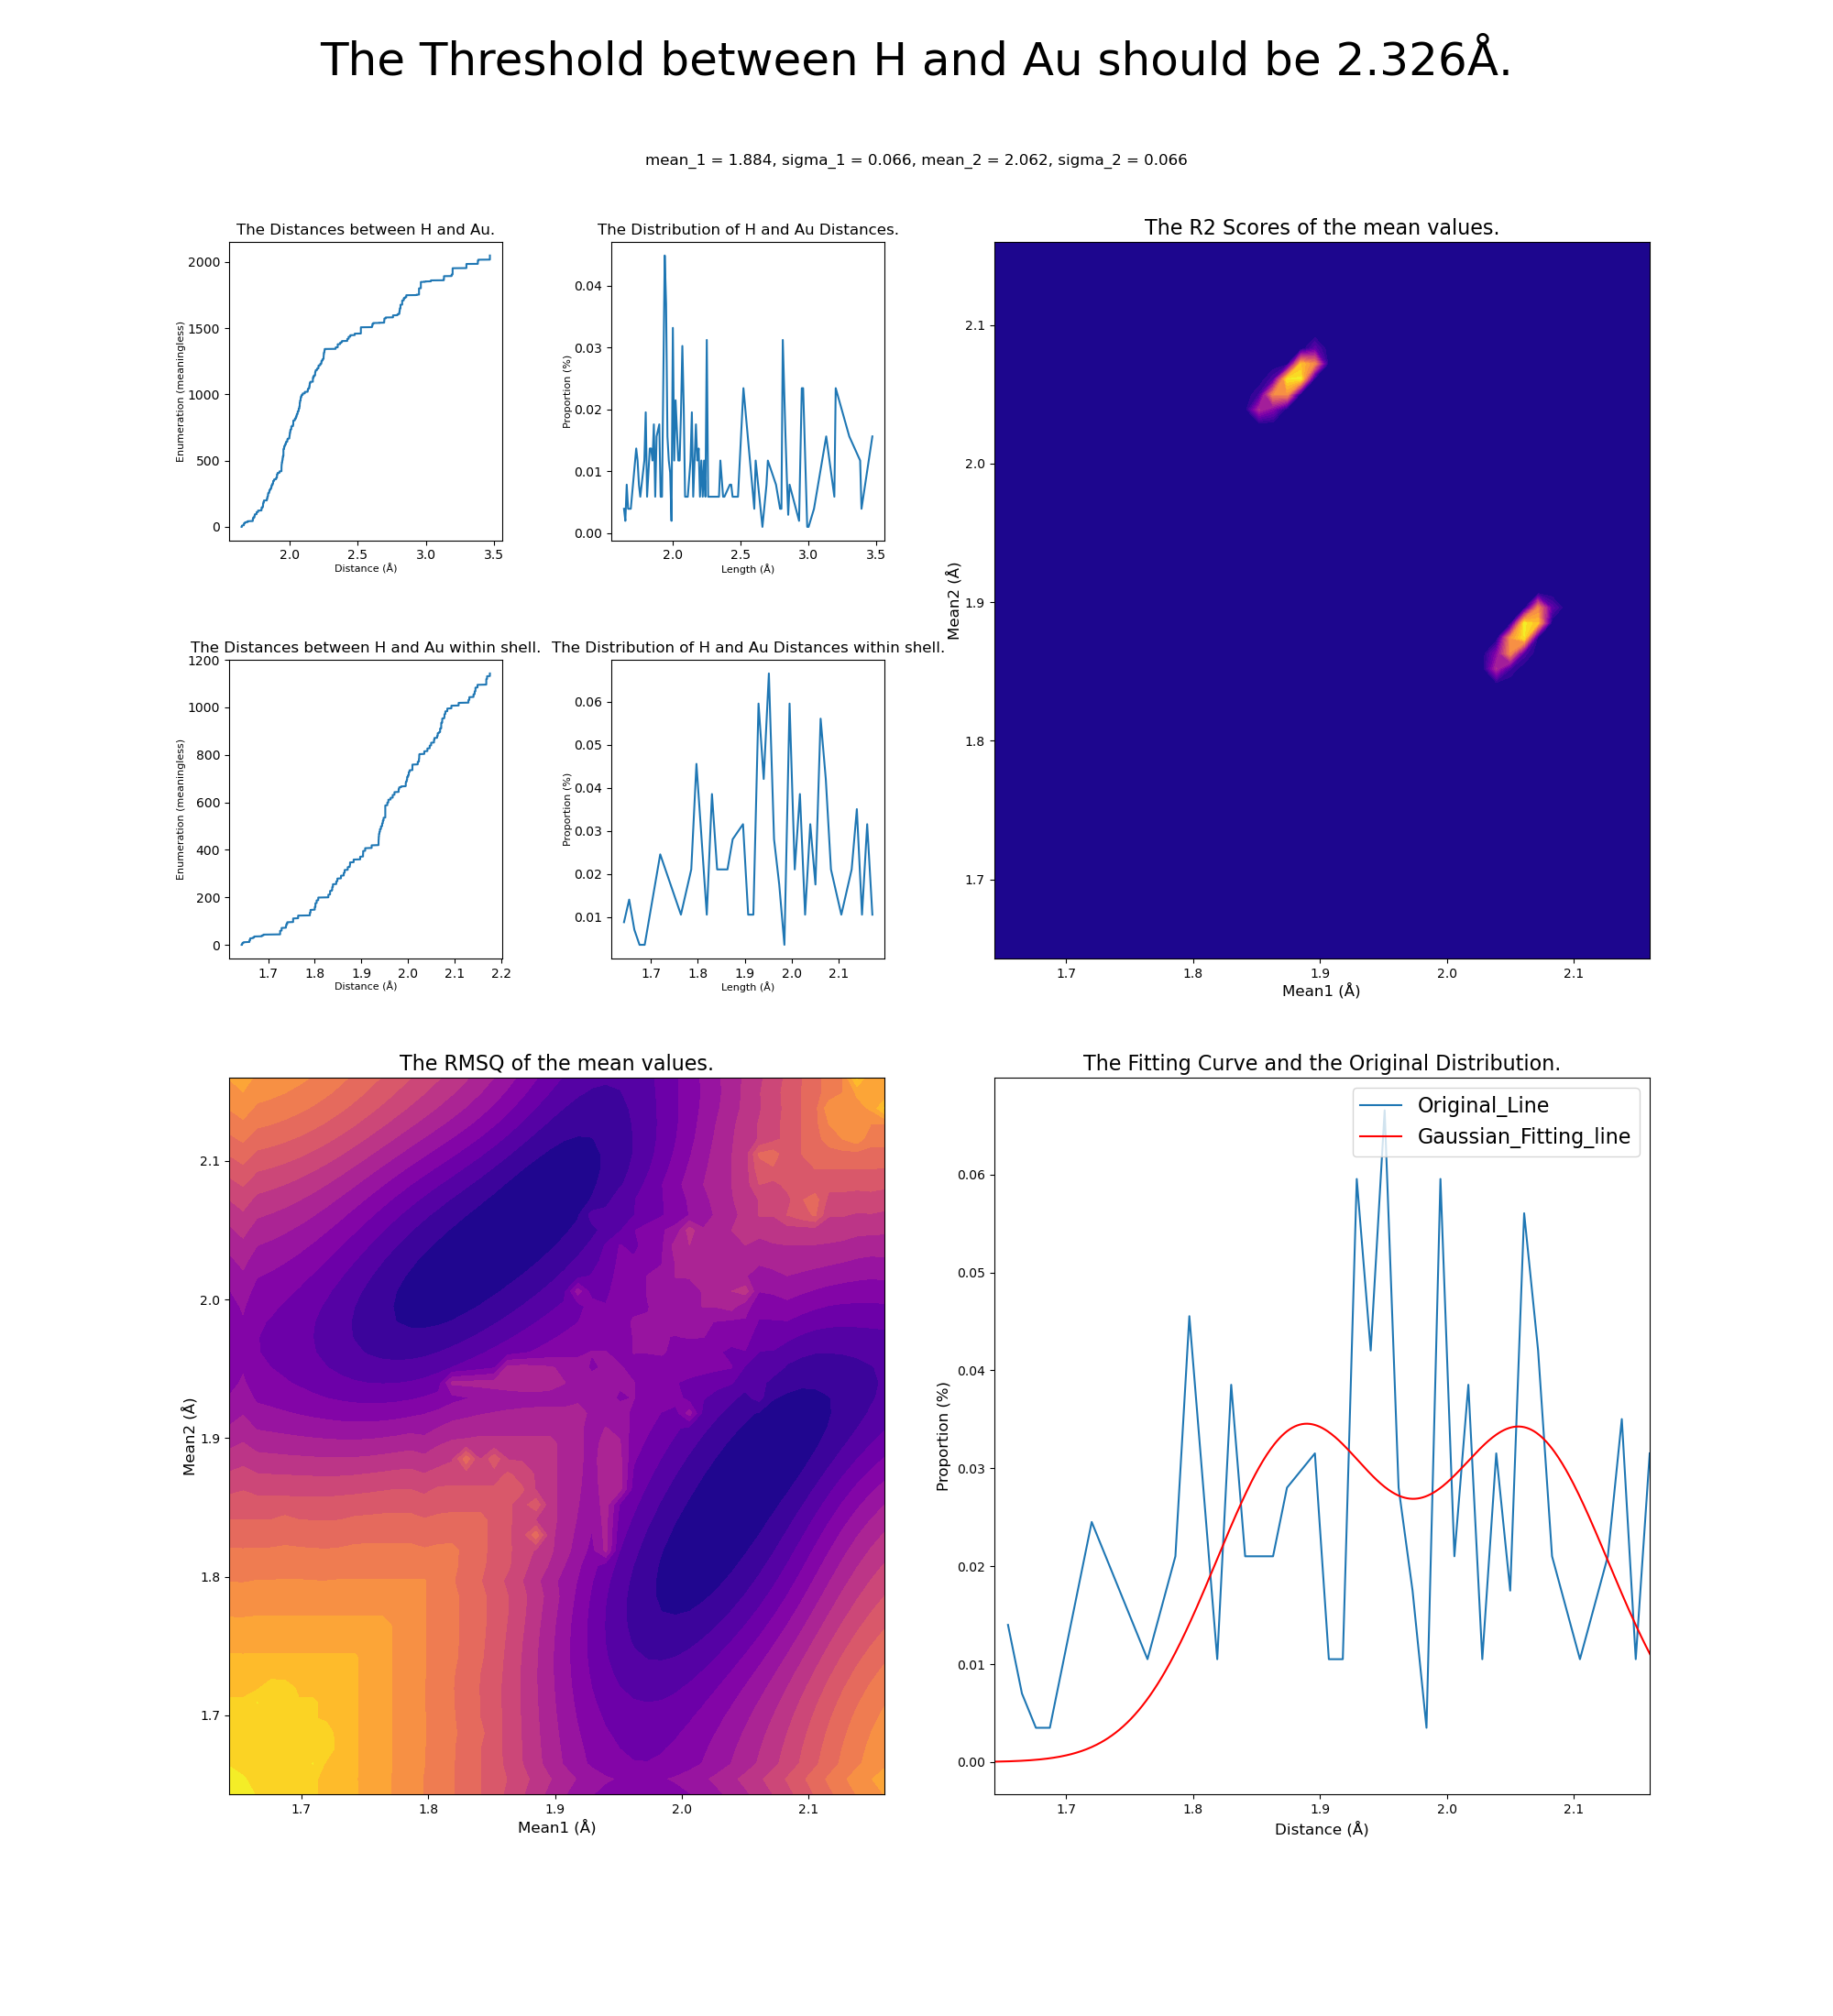 The Threshold between H and Au should be 2.326Å.
mean_1 = 1.884, sigma_1 = 0.066, mean_2 = 2.062, sigma_2 = 0.066
The Distances between H and Au.
2000
1500
1000
500
0
Enumeration (meaningless)
2.0 2.5 3.0 3.5
Distance (Å)
The Distribution of H and Au Distances.
0.04
0.03
0.02
0.01
0.00
Proportion (%)
2.0 2.5 3.0 3.5
Length (Å)
The R2 Scores of the mean values.
2.1
2.0
1.9
1.8
1.7
Mean2 (Å)
1.7 1.8 1.9 2.0 2.1
Mean1 (Å)
The Distances between H and Au within shell.
1200
1000
800
600
400
200
0
Enumeration (meaningless)
1.7 1.8 1.9 2.0 2.1 2.2
Distance (Å)
The Distribution of H and Au Distances within shell.
0.06
0.05
0.04
0.03
0.02
0.01
Proportion (%)
1.7 1.8 1.9 2.0 2.1
Length (Å)
The RMSQ of the mean values.
2.1
2.0
1.9
1.8
1.7
Mean2 (Å)
1.7 1.8 1.9 2.0 2.1
Mean1 (Å)
The Fitting Curve and the Original Distribution.
Original_Line
Gaussian_Fitting_line
0.06
0.05
0.04
0.03
0.02
0.01
0.00
Proportion (%)
1.7 1.8 1.9 2.0 2.1
Distance (Å)